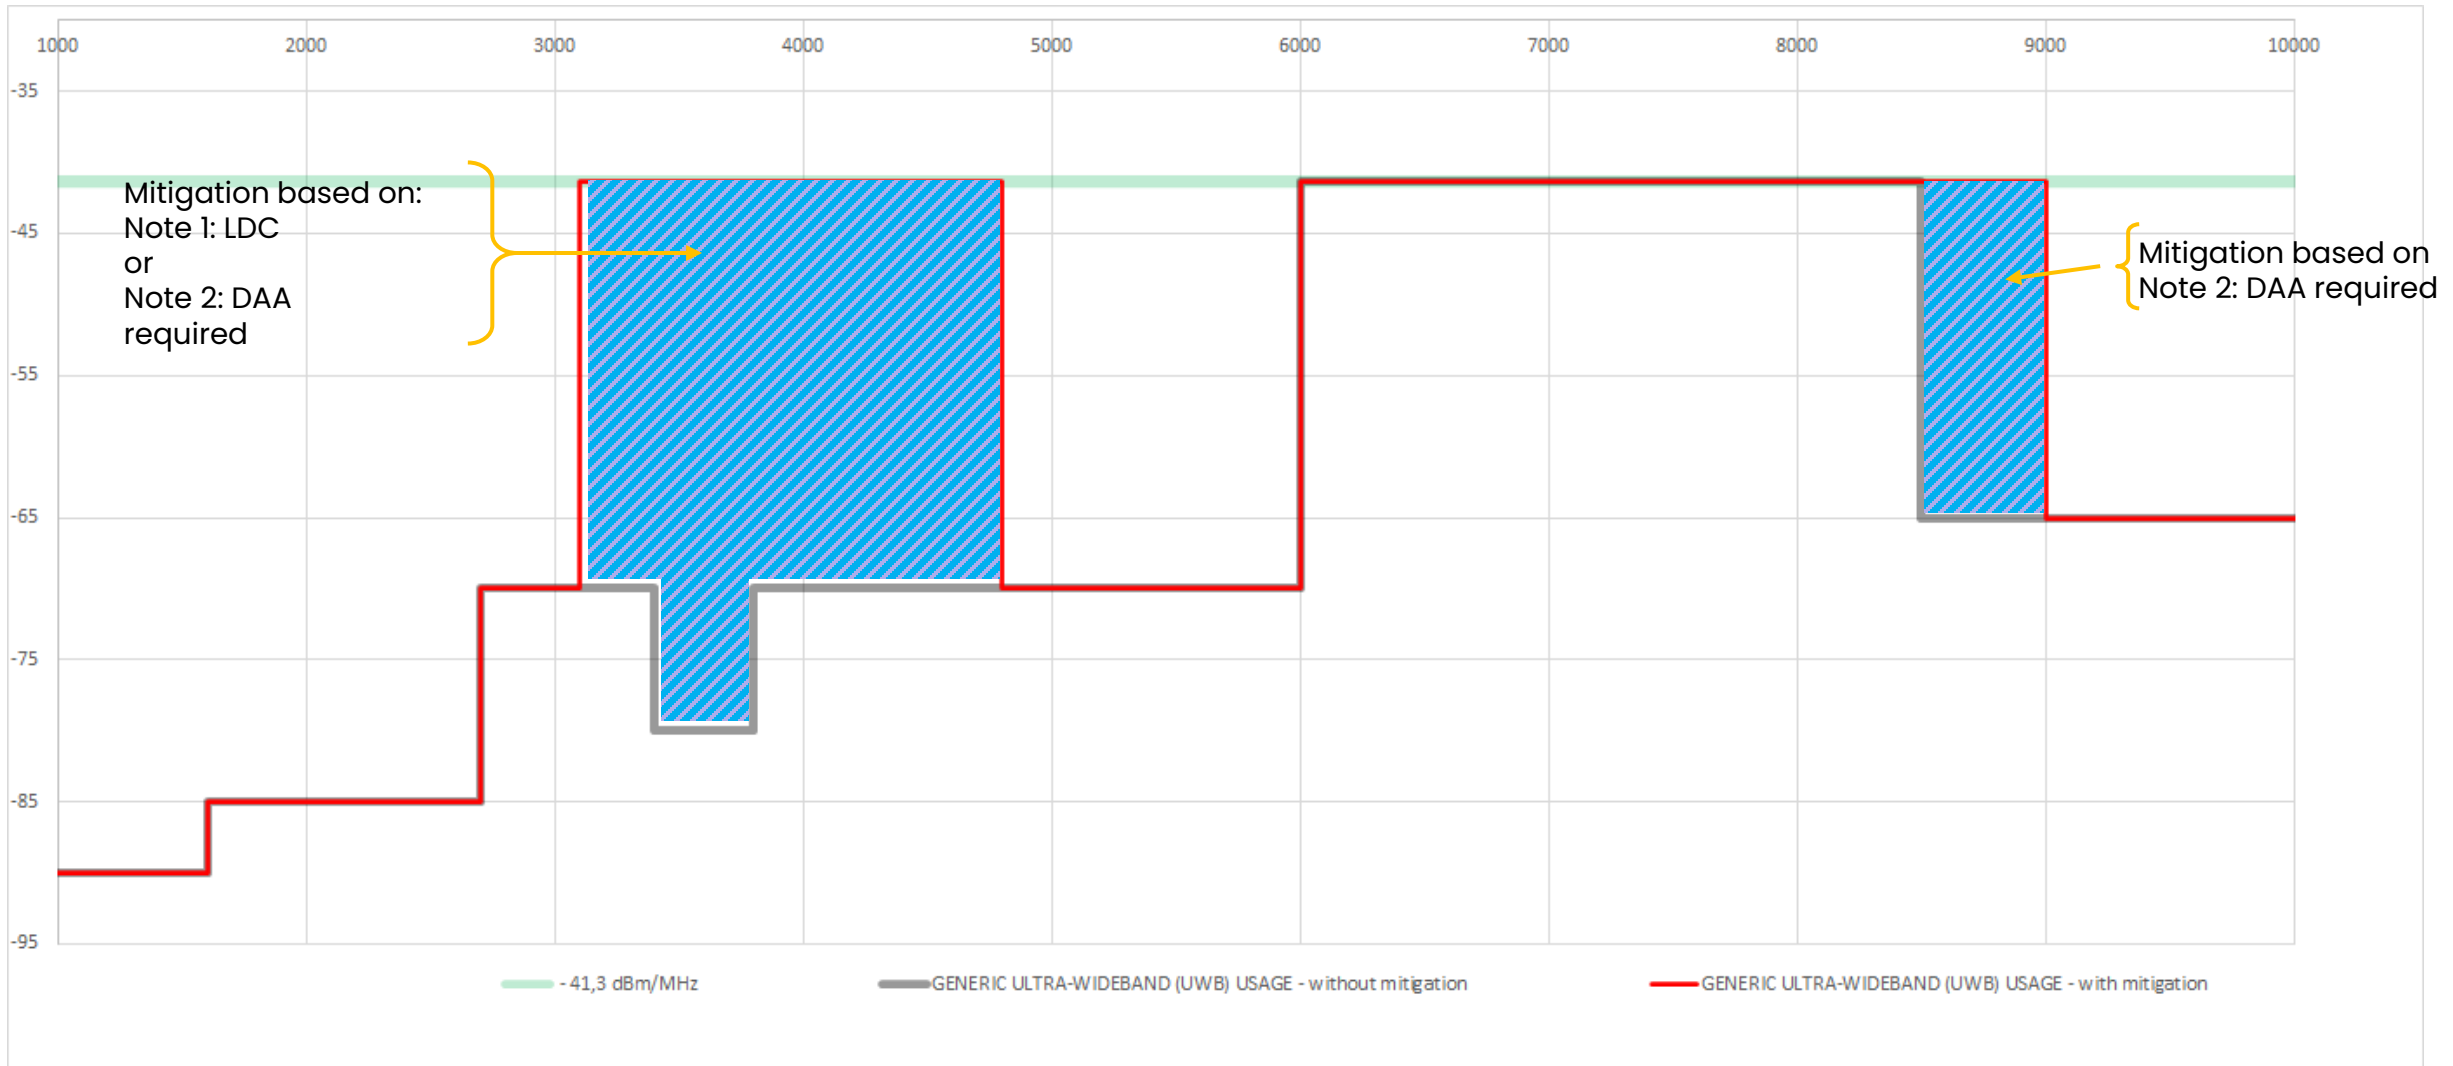 1000 2000 3000 4000 5000 6000 7000 8000 9000 10000
-35
-45
-55
-65
-75
-85
-95
Mitigation based on:
Note 1: LDC
or
Note 2: DAA
required
Mitigation based on
Note 2: DAA required
- 41,3 dBm/MHz
GENERIC ULTRA-WIDEBAND (UWB) USAGE - without mitigation
GENERIC ULTRA-WIDEBAND (UWB) USAGE - with mitigation